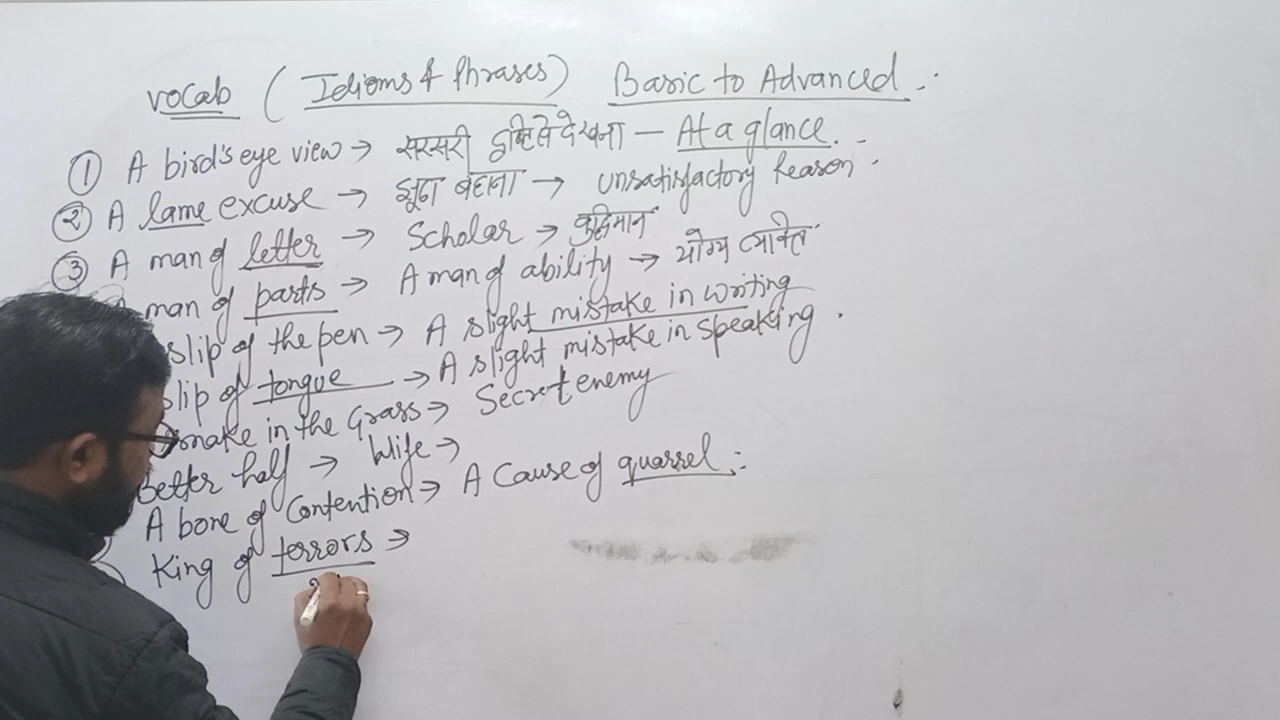 vocab ( Idioms & Phrases ) Basic to Advanced .
① A bird's eye view → सरसरी दृष्टि से देखना — At a glance.
② A lame excuse → झूठा बहाना → unsatisfactory Reason
③ A man of letter → Scholar → बुद्धिमान
man of parts → A man of ability → योग्य व्यक्ति
slip of the pen → A slight mistake in writing
slip of tongue → A slight mistake in speaking .
snake in the Grass → Secret enemy
Better half → Wife →
A bone of Contention → A Cause of quarrel :
King of terrors →